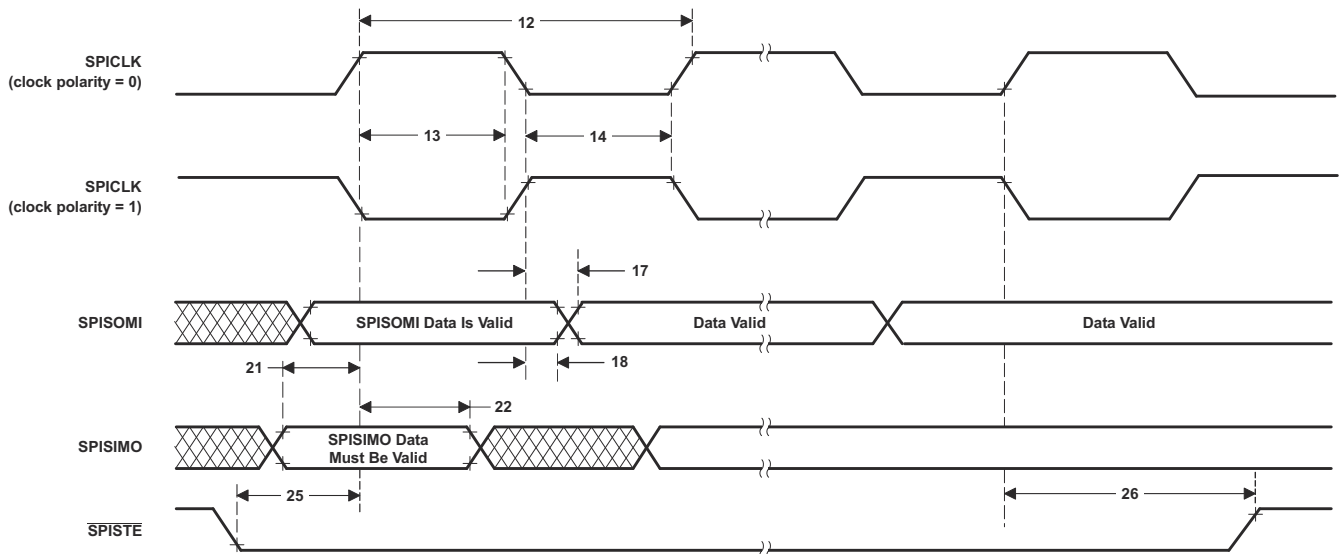 12
SPICLK
(clock polarity = 0)
13
14
SPICLK
(clock polarity = 1)
17
SPISOMI
SPISOMI Data Is Valid
Data Valid
Data Valid
21
18
22
SPISIMO
SPISIMO Data
Must Be Valid
25
26
SPISTE